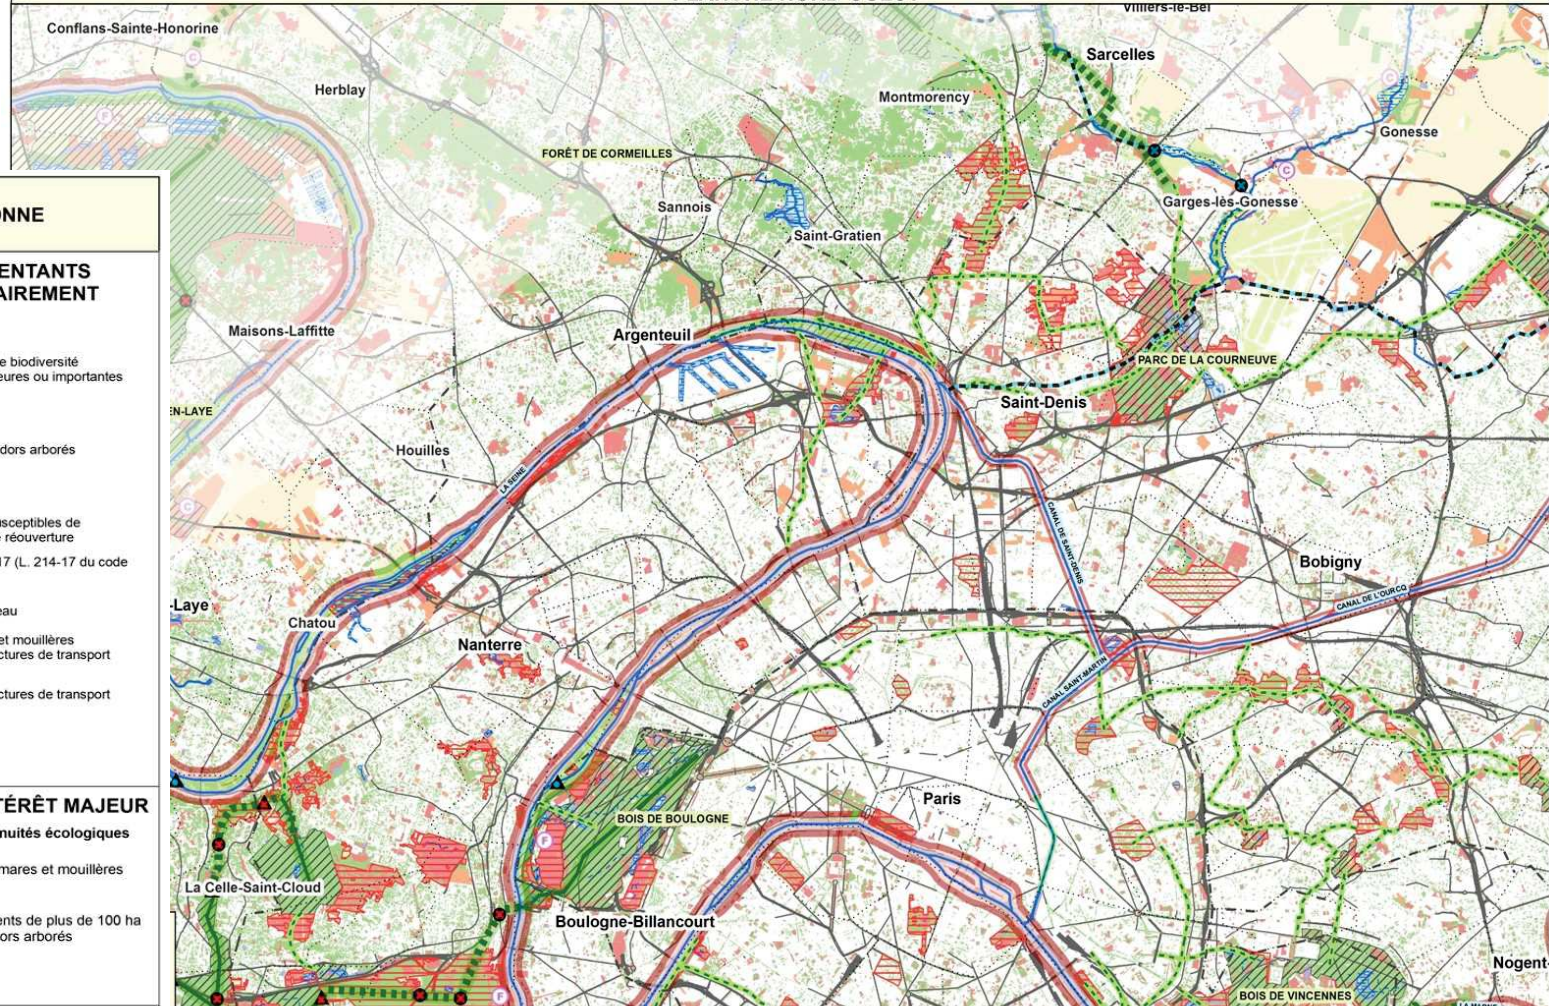 Villiers-le-Bel
Conflans-Sainte-Honorine
Sarcelles
C
Herblay
Montmorency
C
F
Gonesse
FORÊT DE CORMEILLES
C
Garges-lès-Gonesse
Sannois
Saint-Gratien
ONNE
ENTANTS
AIREMENT
Maisons-Laffitte
Argenteuil
e biodiversité
eures ou importantes
PARC DE LA COURNEUVE
Saint-Denis
EN-LAYE
dors arborés
Houilles
LA SEINE
C
usceptibles de
e réouverture
CANAL DE SAINT-DENIS
17 (L. 214-17 du code
Bobigny
CANAL DE L'OURCQ
eau
-Laye
Chatou
et mouillères
ctures de transport
Nanterre
CANAL SAINT-MARTIN
ctures de transport
TÉRÊT MAJEUR
nuités écologiques
Paris
BOIS DE BOULOGNE
F
mares et mouillères
La Celle-Saint-Cloud
ents de plus de 100 ha
ors arborés
Boulogne-Billancourt
Nogent-
F
BOIS DE VINCENNES
LA MARNE